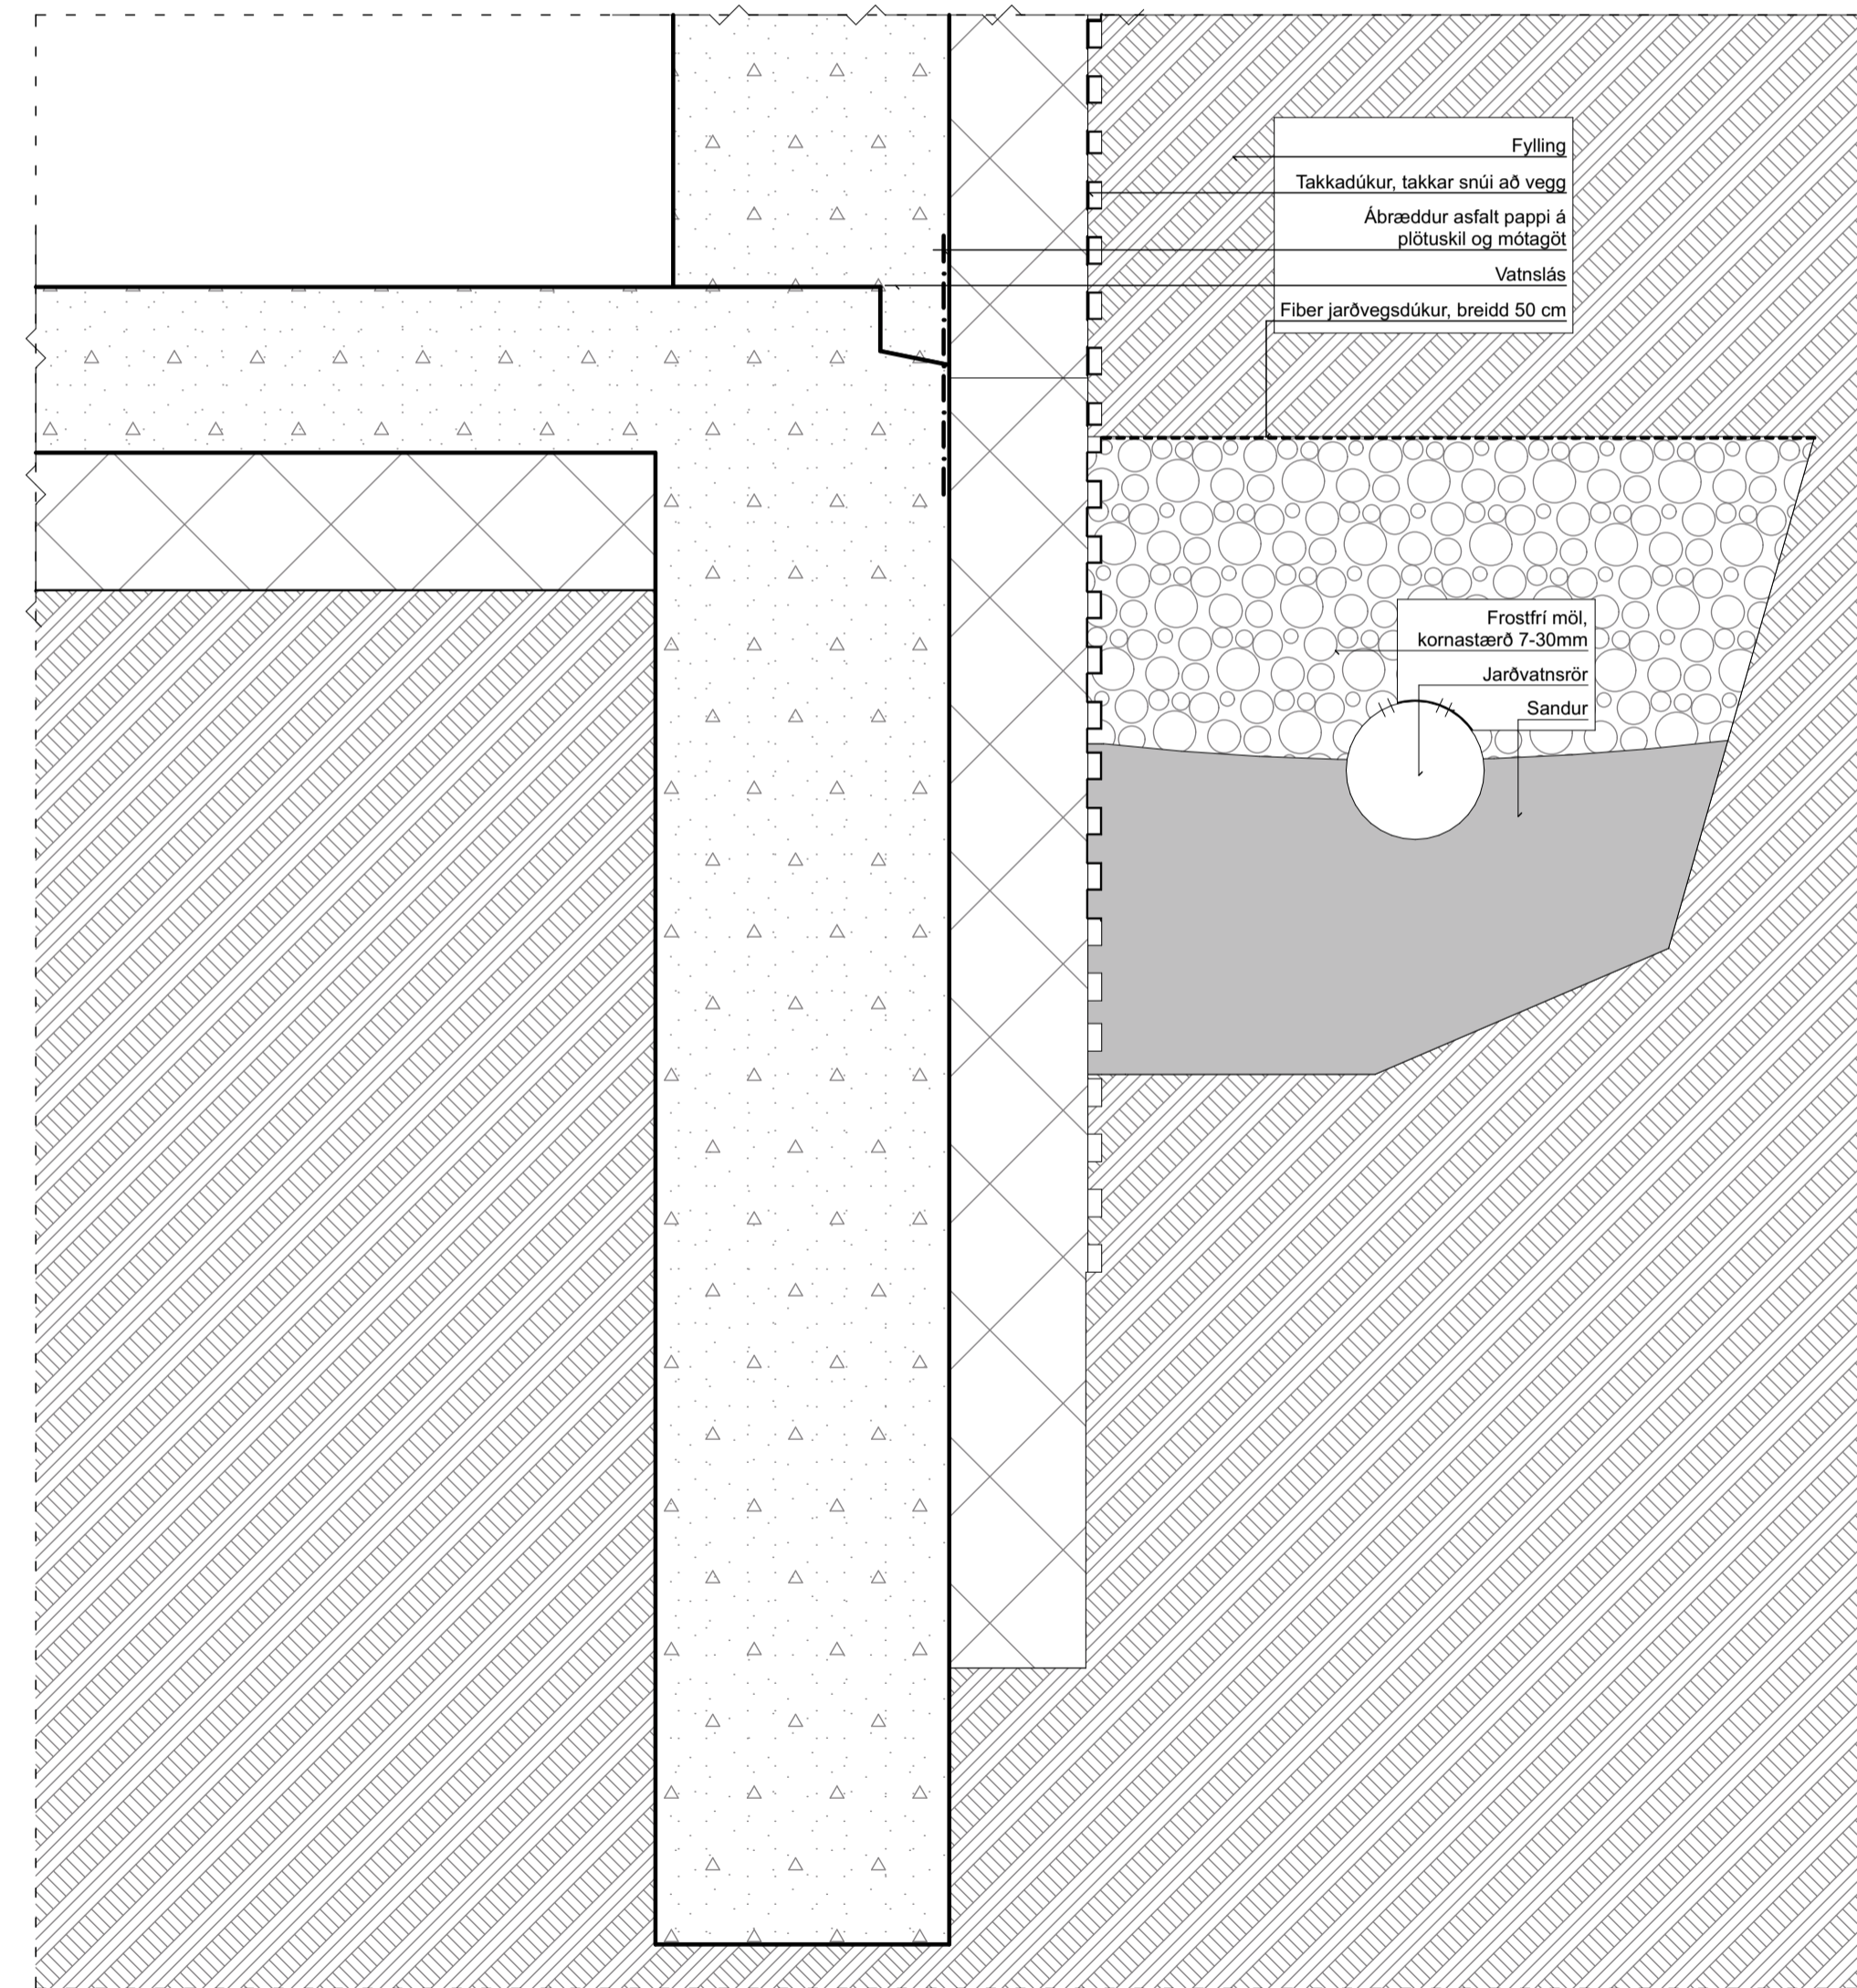 Fylling
Takkadúkur, takkar snúi að vegg
Ábræddur asfalt pappi á
plötuskil og mótagöt
Vatnslás
Fiber jarðvegsdúkur, breidd 50 cm
Frostfrí möl,
kornastærð 7-30mm
Jarðvatnsrör
Sandur